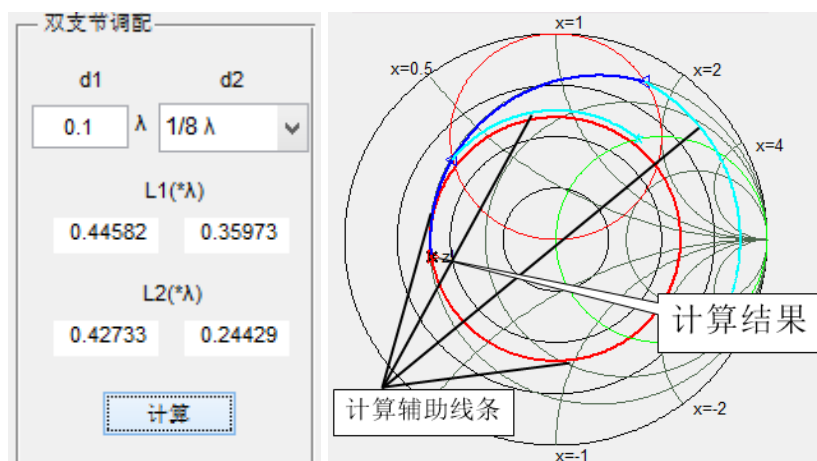 双支节调配
d1 d2
0.1 λ 1/8 λ
L1(*λ)
0.44582 0.35973
L2(*λ)
0.42733 0.24429
计算
x=1
x=0.5
x=2
x=4
z
计算结果
计算辅助线条
x=-2
x=-1